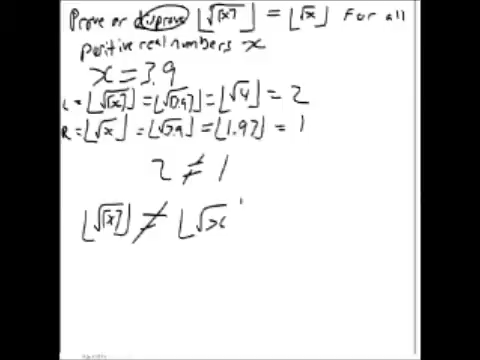 Prove or disprove ⌊√⌈x⌉⌋ = ⌊√x⌋ For all
positive real numbers x
x = 3.9
L = ⌊√⌈x⌉⌋ = ⌊√⌈3.9⌉⌋ = ⌊√4⌋ = 2
R = ⌊√x⌋ = ⌊√3.9⌋ = ⌊1.97⌋ = 1
2 ≠ 1
⌊√⌈x⌉⌋ ≠ ⌊√x